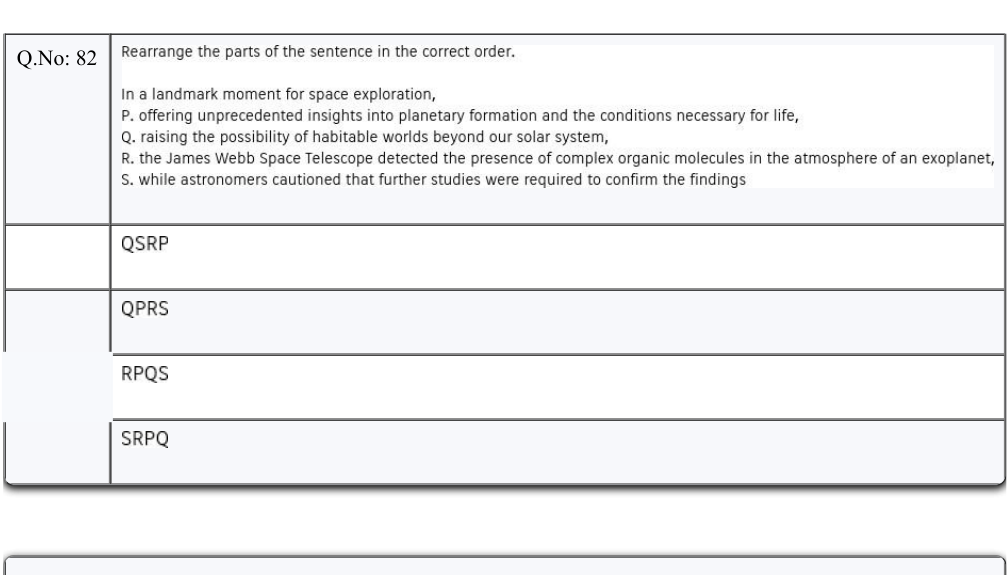 Q.No: 82
Rearrange the parts of the sentence in the correct order.
In a landmark moment for space exploration,
P. offering unprecedented insights into planetary formation and the conditions necessary for life,
Q. raising the possibility of habitable worlds beyond our solar system,
R. the James Webb Space Telescope detected the presence of complex organic molecules in the atmosphere of an exoplanet,
S. while astronomers cautioned that further studies were required to confirm the findings
QSRP
QPRS
RPQS
SRPQ